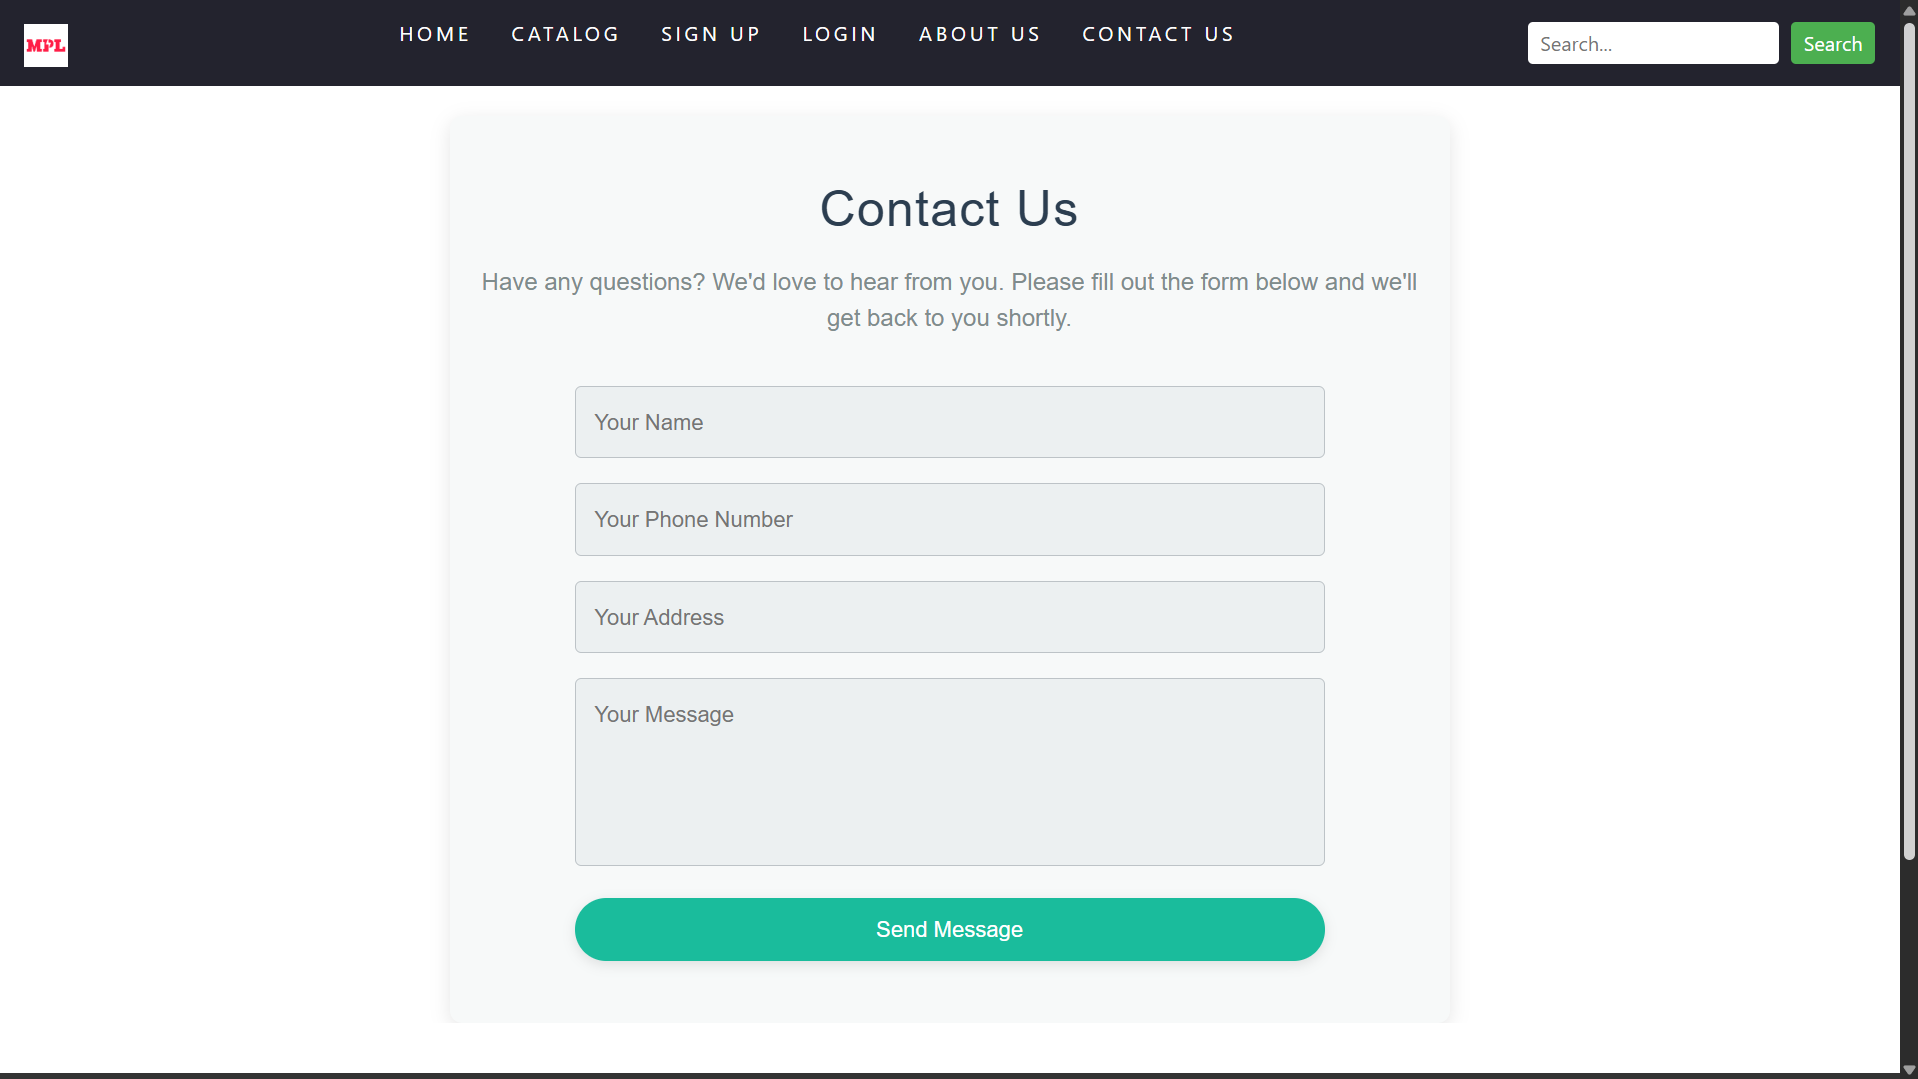 MPL
HOME CATALOG SIGN UP LOGIN ABOUT US CONTACT US
Search...
Search
Contact Us
Have any questions? We'd love to hear from you. Please fill out the form below and we'll
get back to you shortly.
Your Name
Your Phone Number
Your Address
Your Message
Send Message